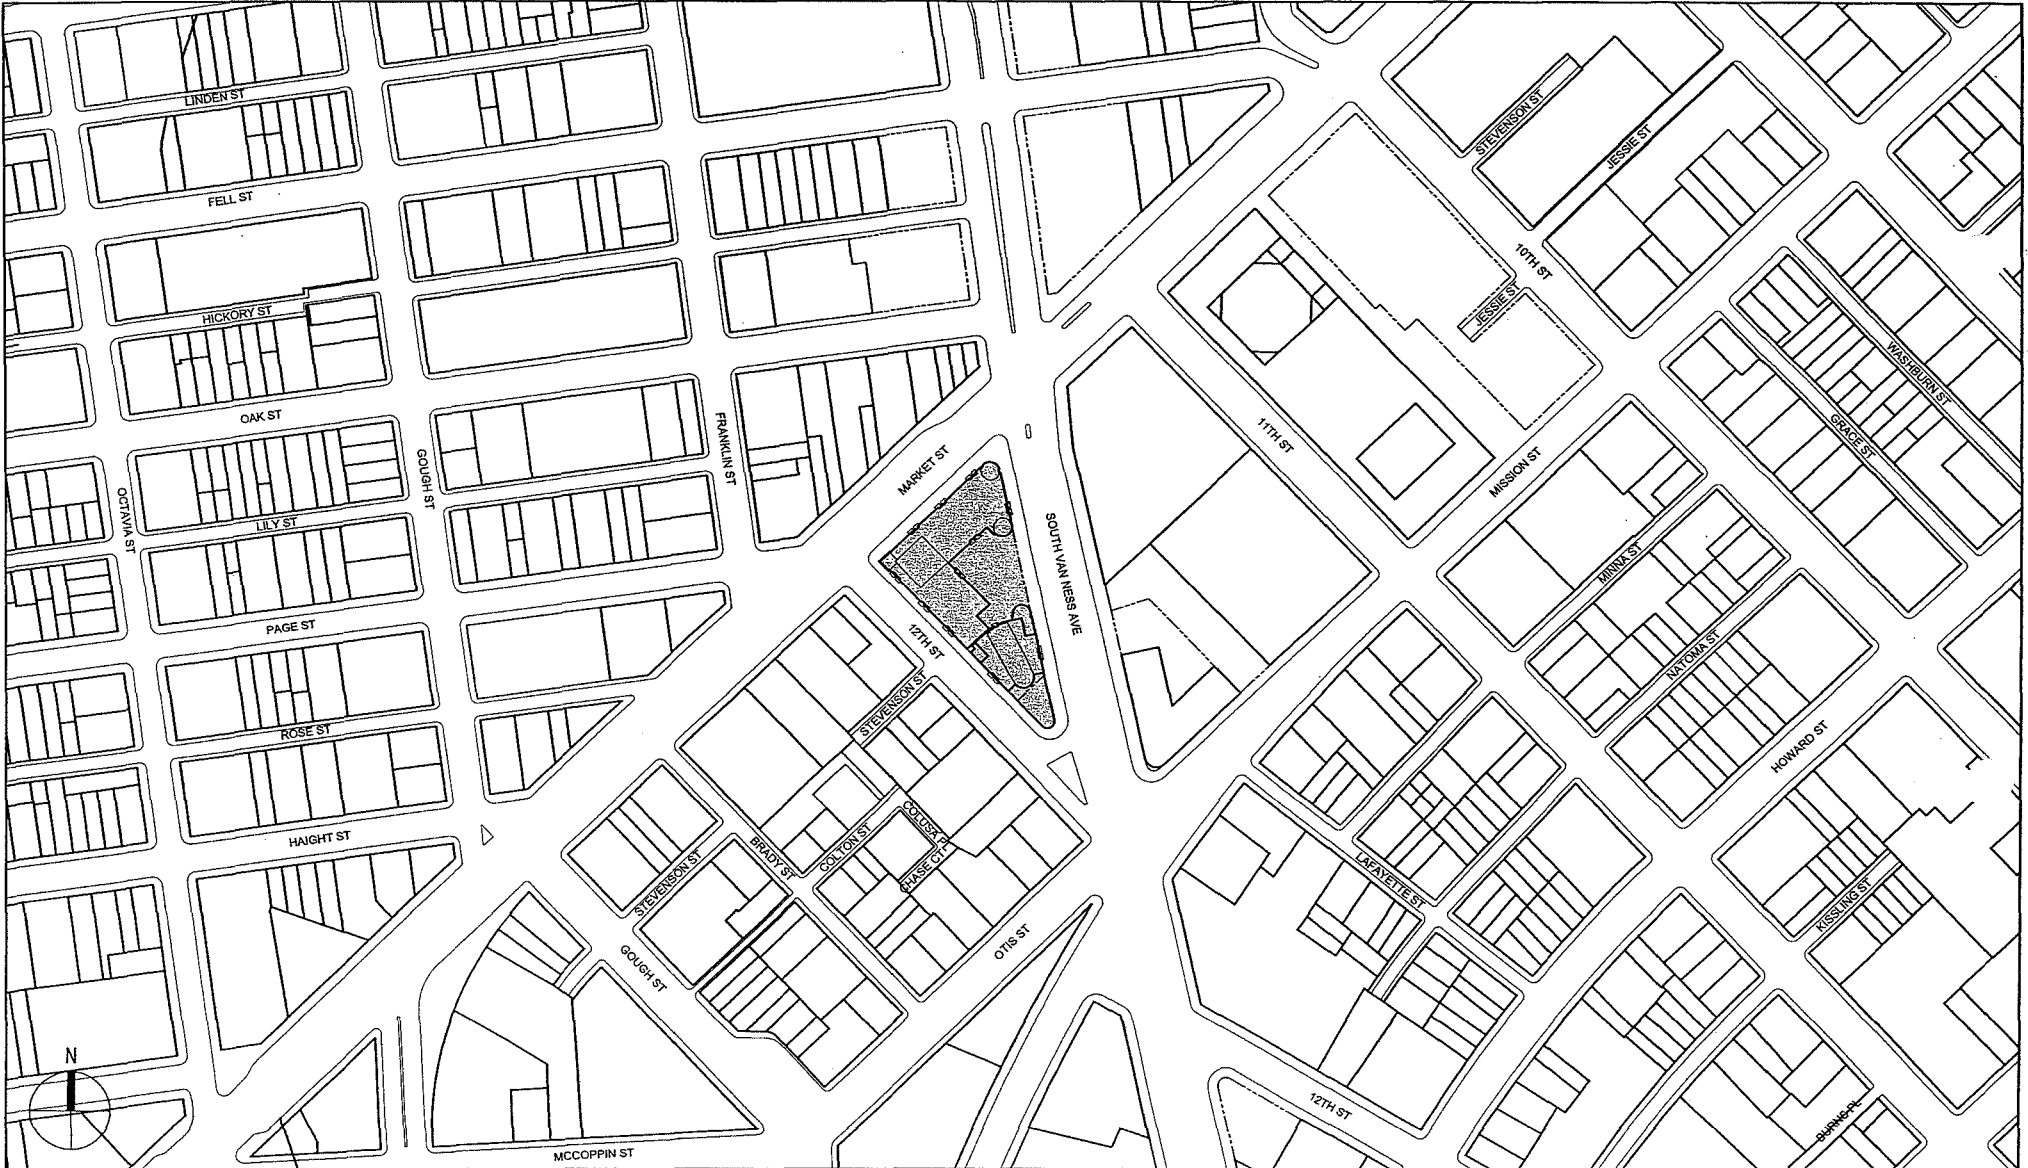 LINDEN ST
STEVENSON ST
JESSIE ST
FELL ST
10TH ST
JESSIE ST
HICKORY ST
WASHBURN ST
OAK ST
FRANKLIN ST
GRACE ST
11TH ST
GOUGH ST
MARKET ST
MISSION ST
OCTAVIA ST
LILY ST
SOUTH VAN NESS AVE
MINNA ST
PAGE ST
12TH ST
NATOMA ST
STEVENSON ST
ROSE ST
HOWARD ST
COLUSA PL
HAIGHT ST
BRADY ST
COLTON ST
CHASE CT
STEVENSON ST
LAFAYETTE ST
KISSLING ST
OTIS ST
GOUGH ST
N
12TH ST
BURNS PL
MCCOPPIN ST